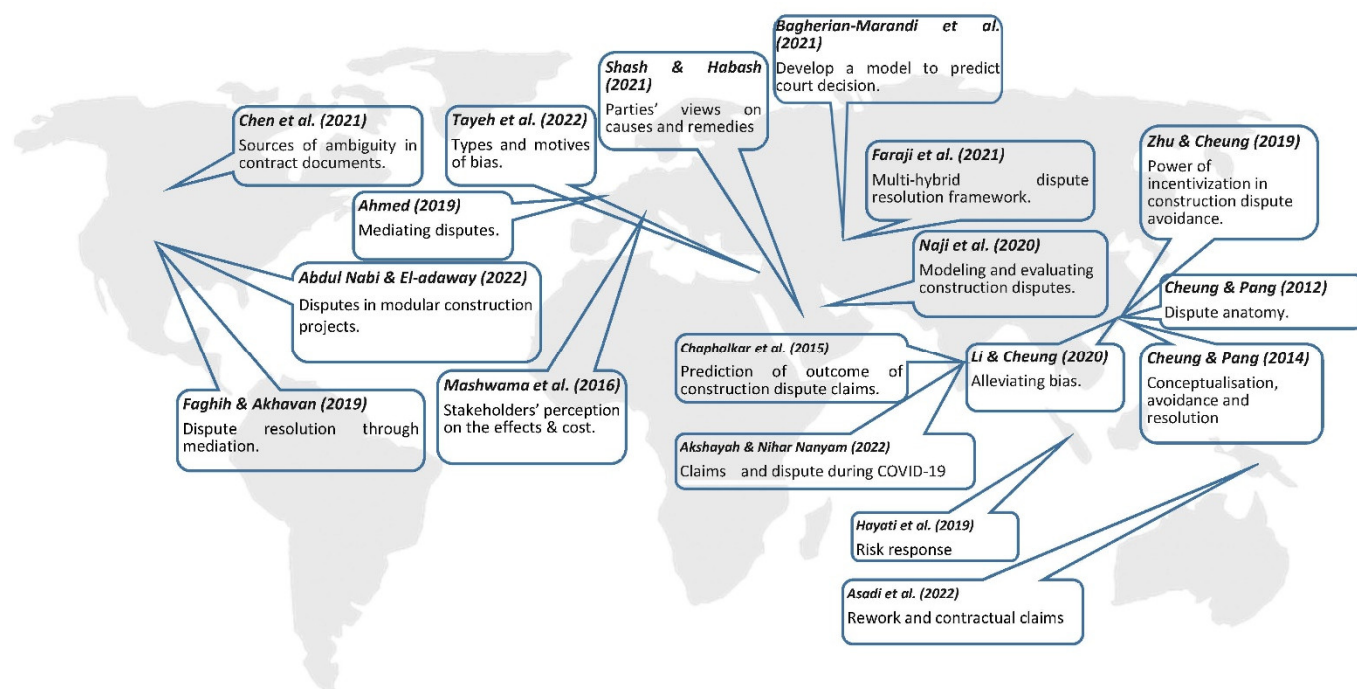 Chen et al. (2021)
Sources of ambiguity in
contract documents.
Tayeh et al. (2022)
Types and motives
of bias.
Shash & Habash
(2021)
Parties' views on
causes and remedies
Bagherian-Marandi et al.
(2021)
Develop a model to predict
court decision.
Ahmed (2019)
Mediating disputes.
Faraji et al. (2021)
Multi-hybrid dispute
resolution framework.
Zhu & Cheung (2019)
Power of
incentivization in
construction dispute
avoidance.
Abdul Nabi & El-adaway (2022)
Disputes in modular construction
projects.
Naji et al. (2020)
Modeling and evaluating
construction disputes.
Cheung & Pang (2012)
Dispute anatomy.
Faghih & Akhavan (2019)
Dispute resolution through
mediation.
Mashwama et al. (2016)
Stakeholders' perception
on the effects & cost.
Chaphalkar et al. (2015)
Prediction of outcome of
construction dispute claims.
Li & Cheung (2020)
Alleviating bias.
Cheung & Pang (2014)
Conceptualisation,
avoidance and
resolution
Akshayah & Nihar Nanyam (2022)
Claims and dispute during COVID-19
Hayati et al. (2019)
Risk response
Asadi et al. (2022)
Rework and contractual claims